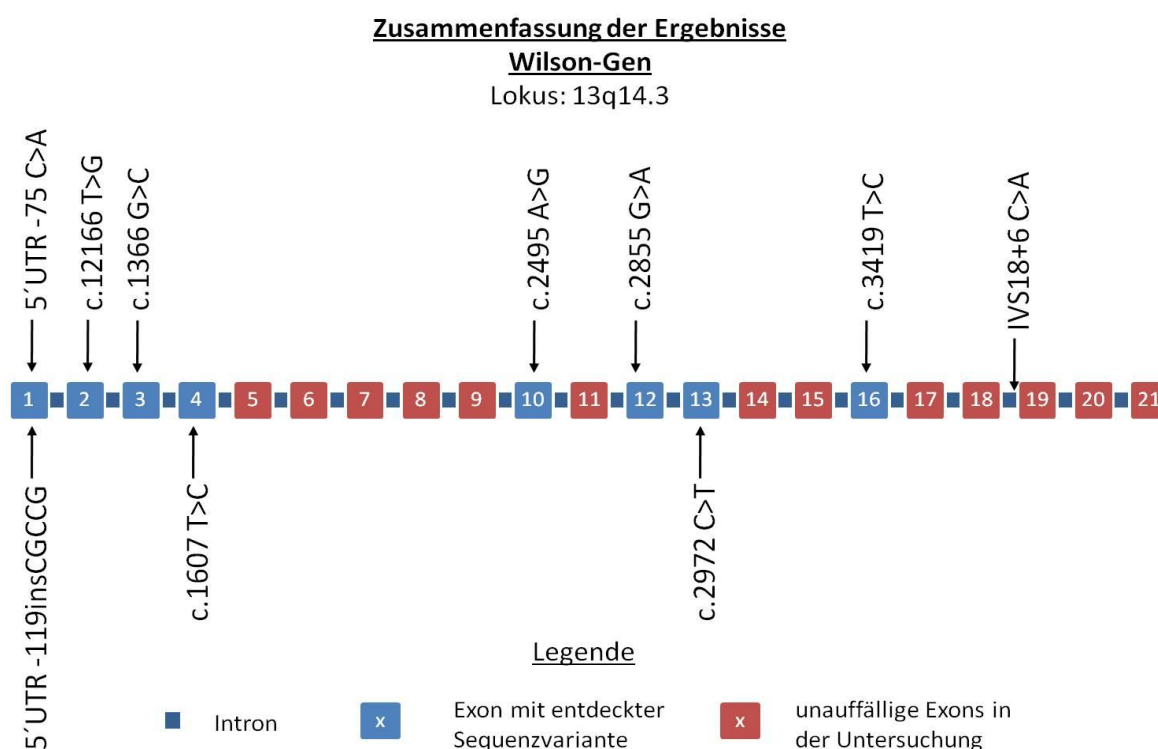 Zusammenfassung der Ergebnisse
Wilson-Gen
Lokus: 13q14.3
5´UTR -75 C>A
c.12166 T>G
c.1366 G>C
c.2495 A>G
c.2855 G>A
c.3419 T>C
IVS18+6 C>A
1 2 3 4 5 6 7 8 9 10 11 12 13 14 15 16 17 18 19 20 21
5´UTR -119insCGCCG
c.1607 T>C
c.2972 C>T
Legende
Intron
x
Exon mit entdeckter
Sequenzvariante
x
unauffällige Exons in
der Untersuchung